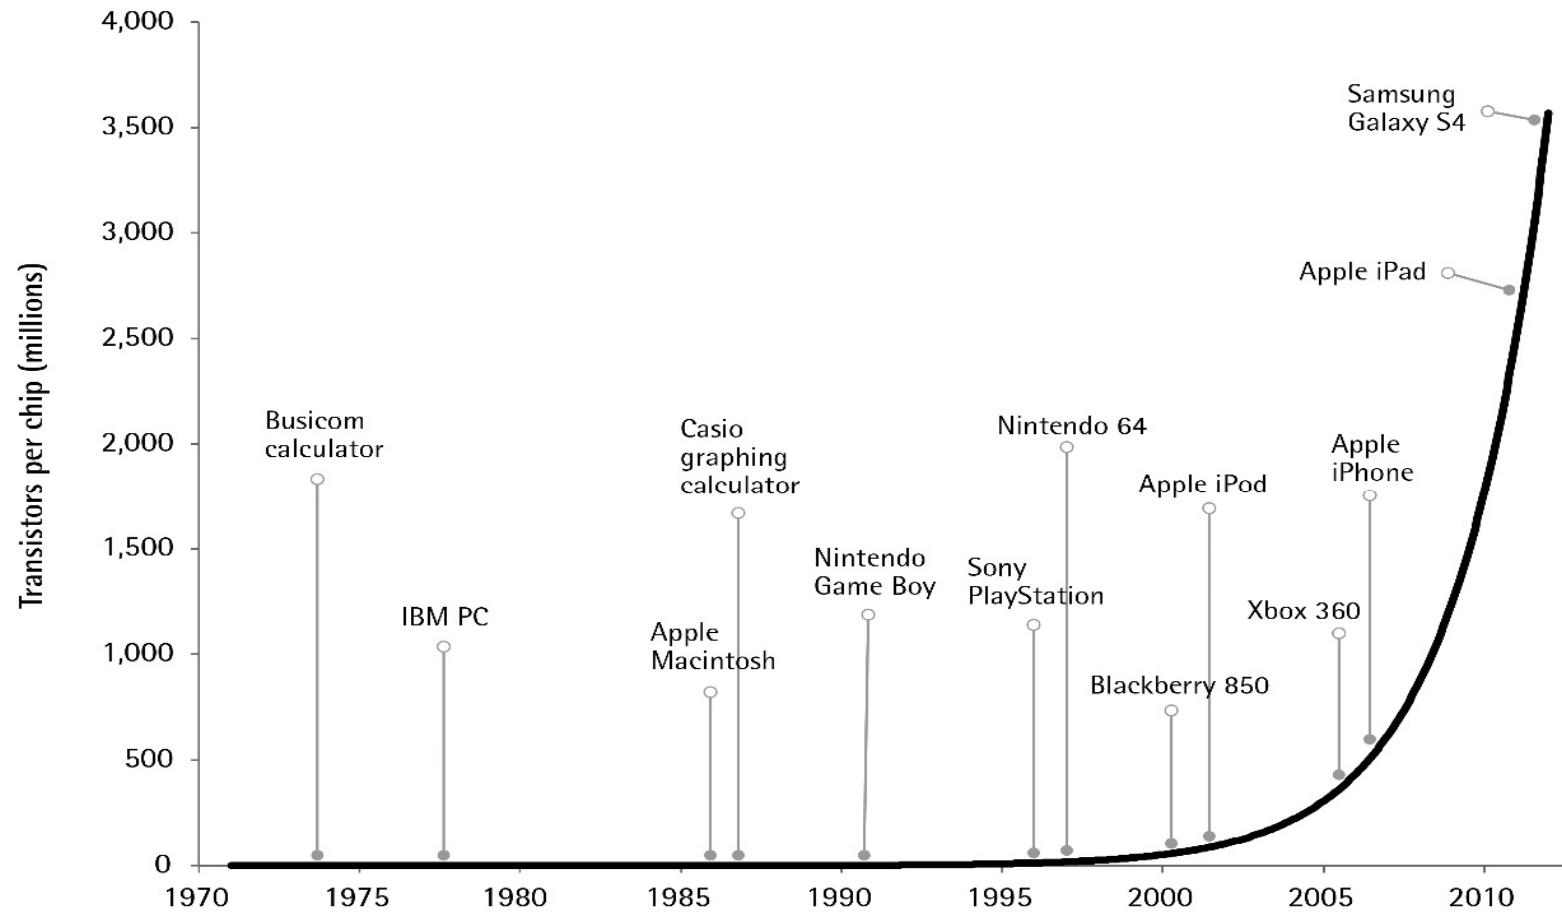 Transistors per chip (millions)
4,000
3,500
3,000
2,500
2,000
1,500
1,000
500
0
1970
1975
1980
1985
1990
1995
2000
2005
2010
Busicom
calculator
IBM PC
Apple
Macintosh
Casio
graphing
calculator
Nintendo
Game Boy
Sony
PlayStation
Nintendo 64
Blackberry 850
Apple iPod
Xbox 360
Apple
iPhone
Apple iPad
Samsung
Galaxy S4